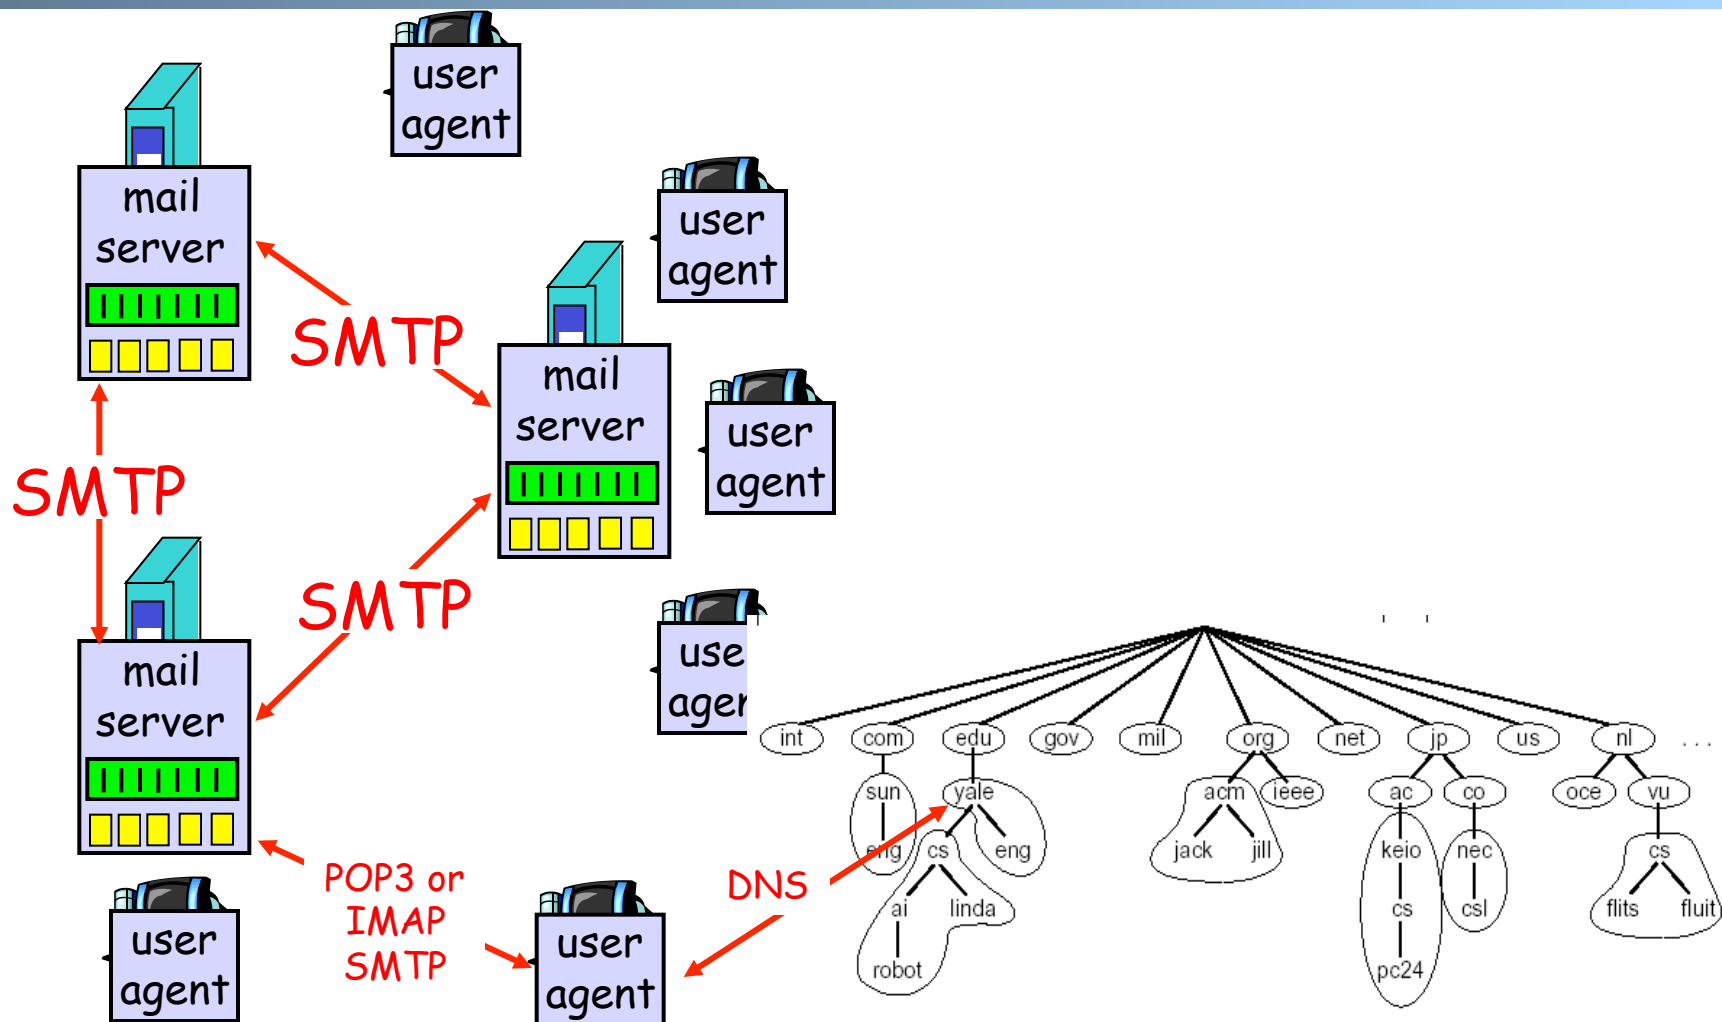 user
agent
mail
server
user
agent
SMTP
mail
server
user
agent
SMTP
SMTP
mail
server
use
ager
int com edu gov mil org net jp us nl ...
sun yale acm ieee ac co oce vu
eng cs eng jack jill keio nec cs
POP3 or
IMAP
SMTP
DNS
ai linda cs csl flits fluit
robot pc24
user
agent
user
agent